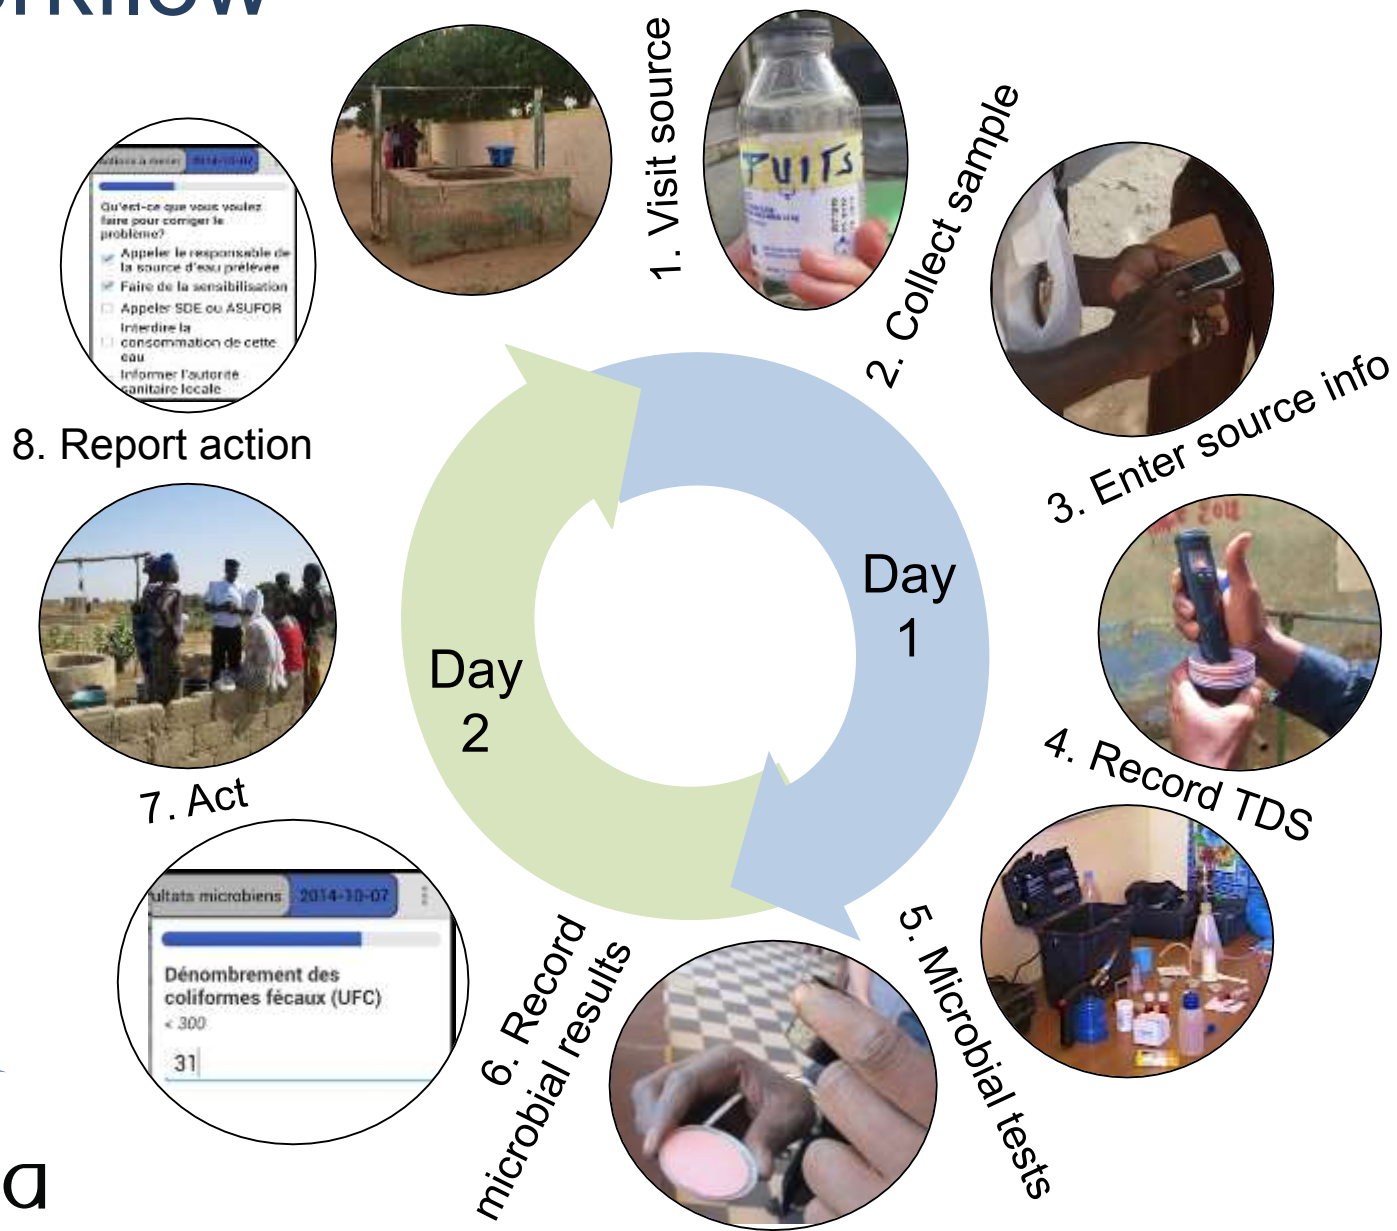 1. Visit source
PUITS
2. Collect sample
3. Enter source info
4. Record TDS
5. Microbial tests
6. Record
microbial results
7. Act
8. Report action
Day
1
Day
2
2014-10-07
Qu'est-ce que vous voulez
faire pour corriger le
problème?
Appeler le responsable de
la source d'eau prélévée
Faire de la sensibilisation
Appeler SDE ou ASUFOR
Interdire la
consommation de cette
eau
Informer l'autorité
sanitaire locale
ultats microbiens 2014-10-07
Dénombrement des
coliformes fécaux (UFC)
< 300
31